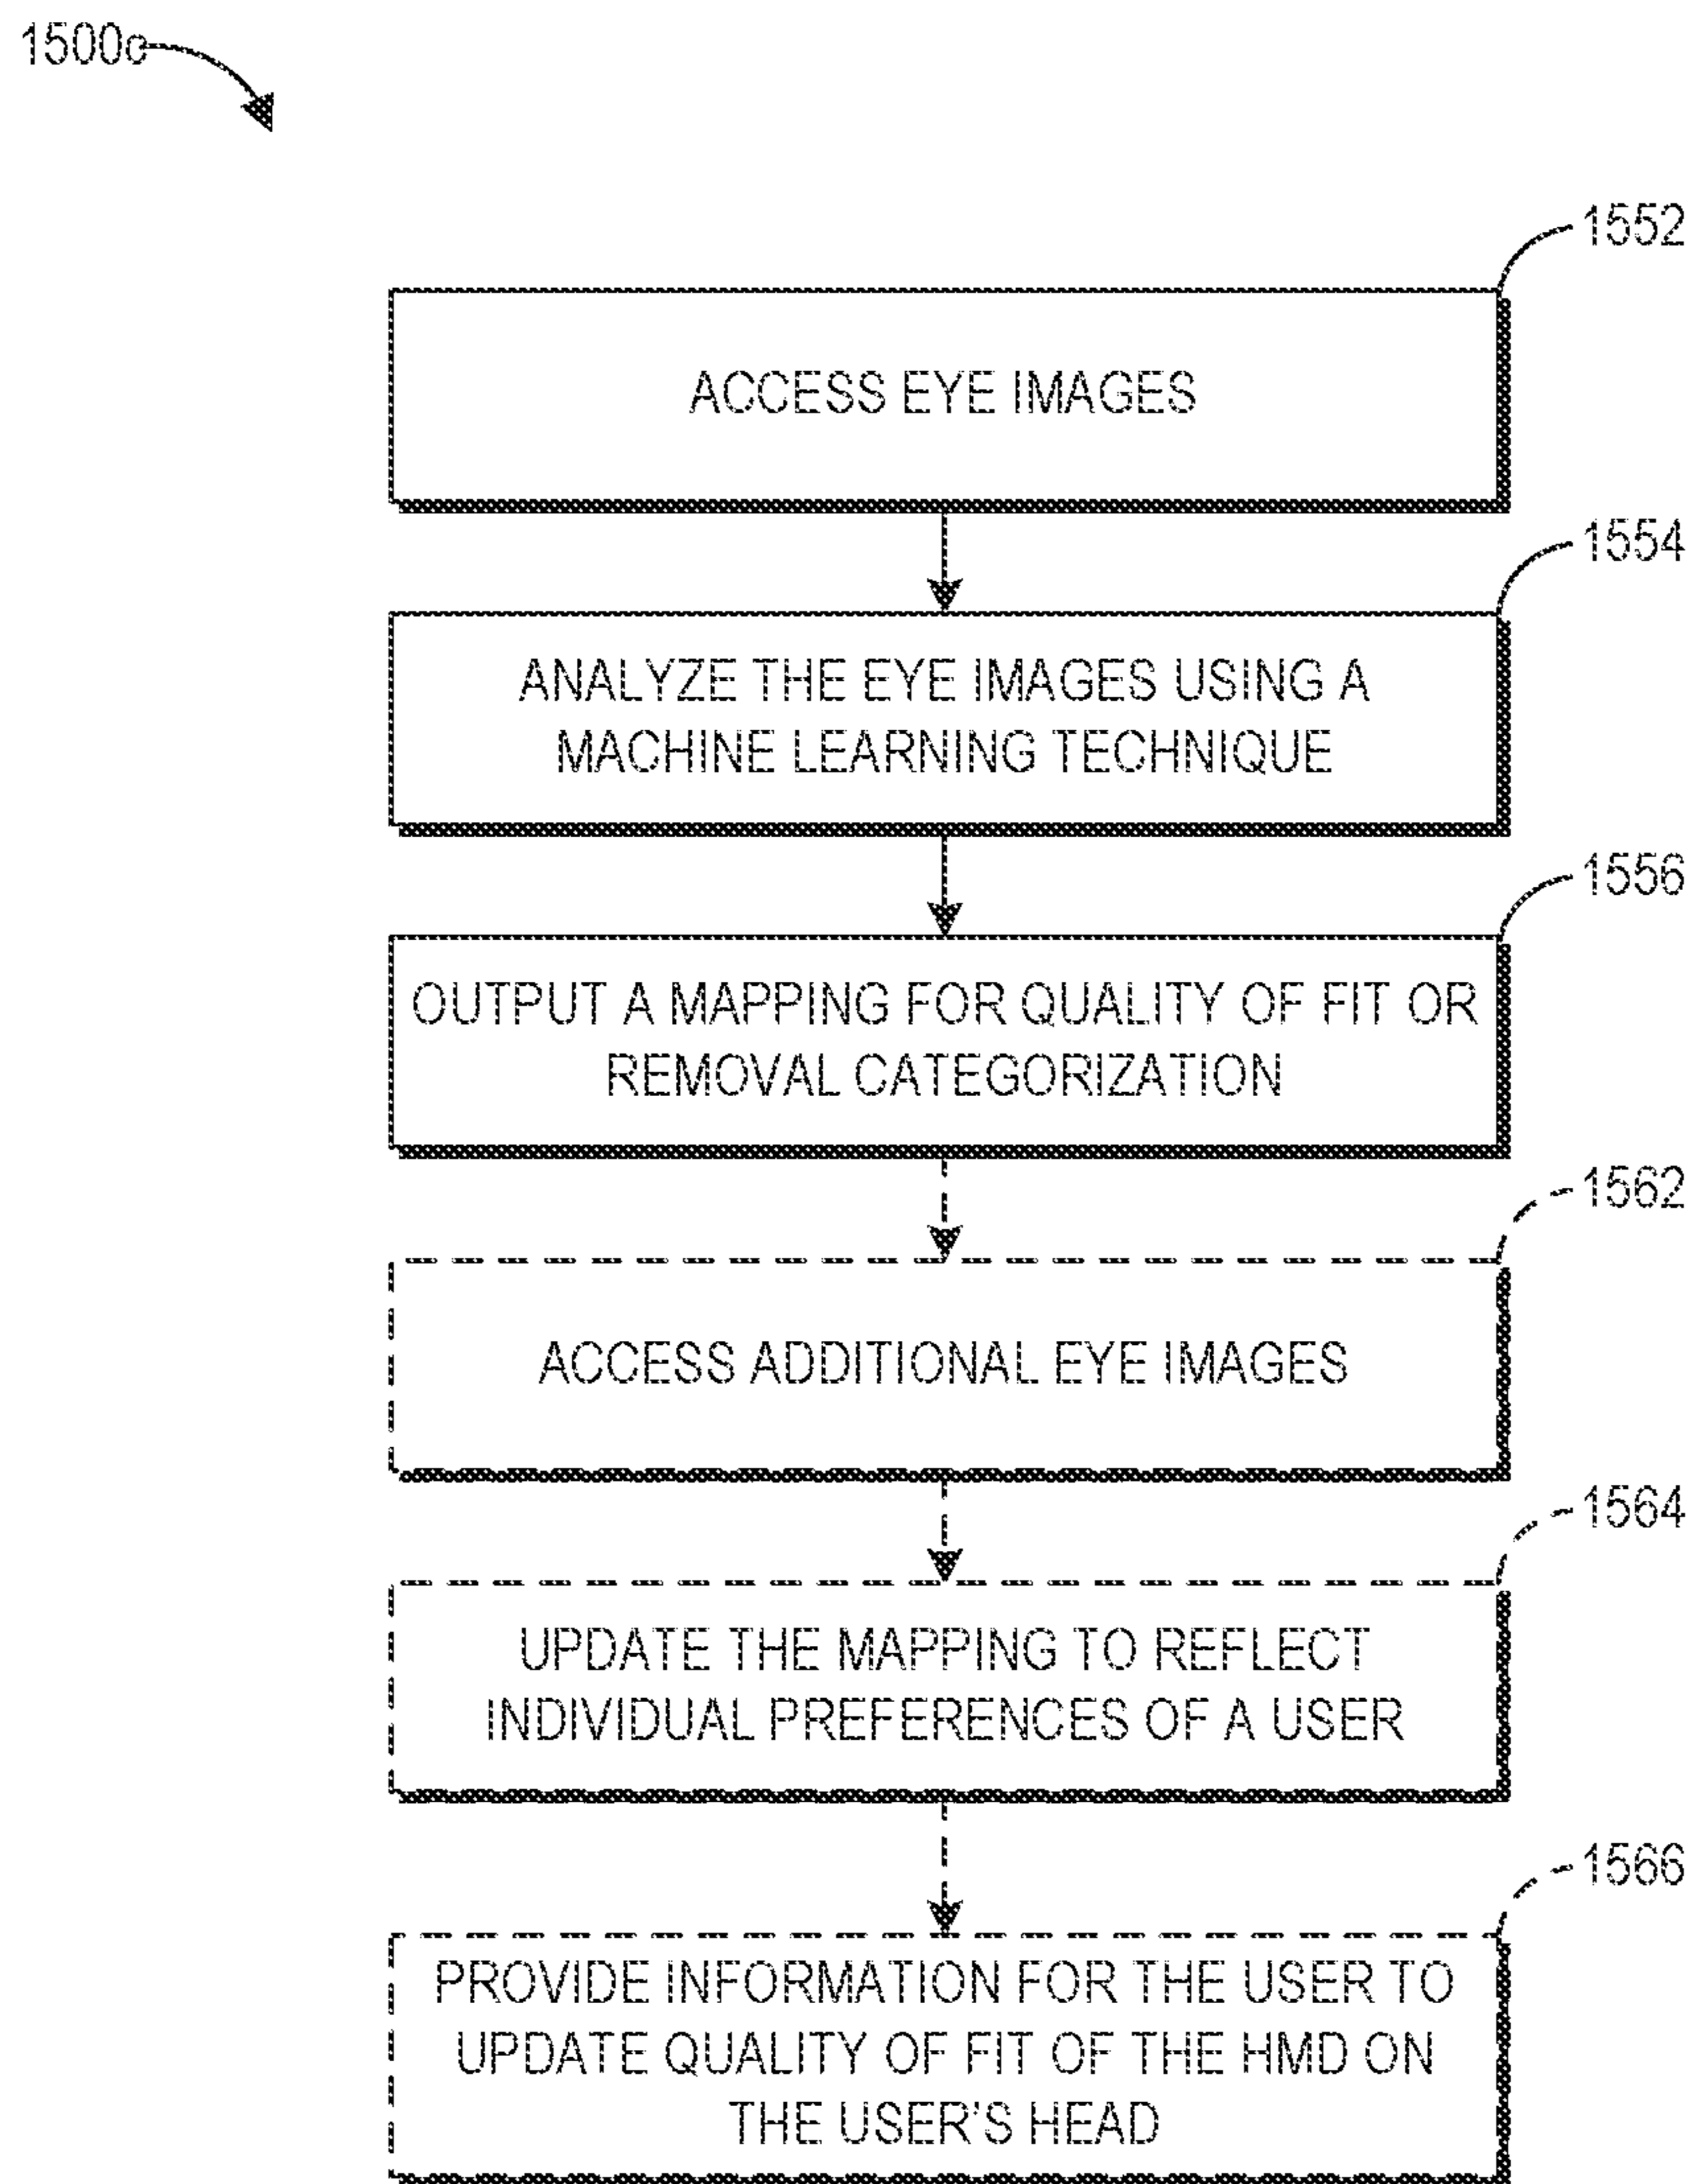 1500c
1552
ACCESS EYE IMAGES
1554
ANALYZE THE EYE IMAGES USING A
MACHINE LEARNING TECHNIQUE
1556
OUTPUT A MAPPING FOR QUALITY OF FIT OR
REMOVAL CATEGORIZATION
1562
ACCESS ADDITIONAL EYE IMAGES
1564
UPDATE THE MAPPING TO REFLECT
INDIVIDUAL PREFERENCES OF A USER
1566
PROVIDE INFORMATION FOR THE USER TO
UPDATE QUALITY OF FIT OF THE HMD ON
THE USER'S HEAD